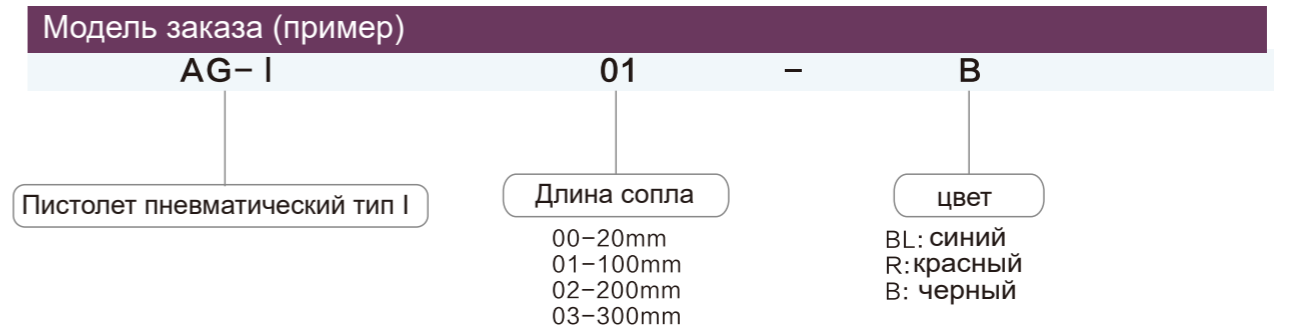 Модель заказа (пример)
AG- I 01 - B
Пистолет пневматический тип I
Длина сопла
00-20mm
01-100mm
02-200mm
03-300mm
цвет
BL: синий
R:красный
B: черный